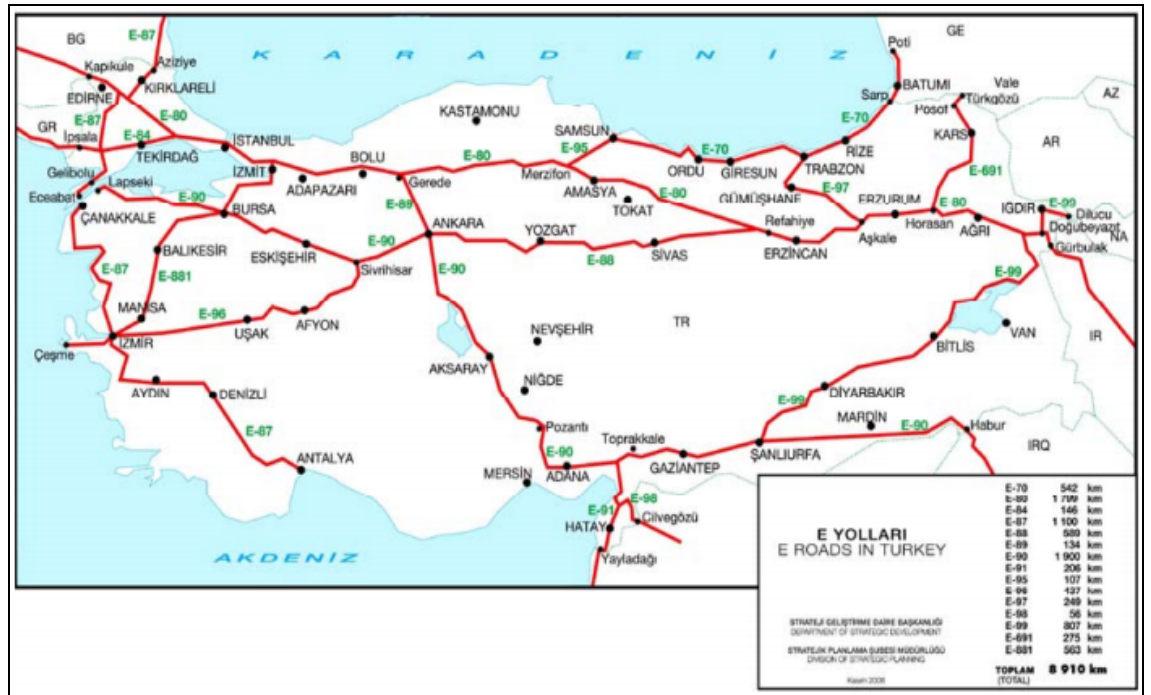 BG
E-87
Aziziye
Kapıkule
KIRKLARELİ
EDİRNE
E-80
GR
İpsala
E-87
E-84
TEKİRDAĞ
İSTANBUL
K A R A D E N İ Z
GE
Poti
BATUMI
Sarp
Vale
Türkgözü
Posof
AZ
AR
KARS
E-691
KASTAMONU
SAMSUN
E-70
RİZE
TRABZON
ORDU
E-70
GİRESUN
E-95
Merzifon
AMASYA
E-80
BOLU
Gerede
ADAPAZARI
İZMİT
Gelibolu
Lapseki
Eceabat
ÇANAKKALE
E-90
BURSA
E-89
ANKARA
TOKAT
E-80
GÜMÜŞHANE
E-97
ERZURUM
E-80
Horasan
AĞRI
IGDIR
E-99
Dilucu
Doğubeyazıt
NA
Gürbulak
Aşkale
Refahiye
ERZİNCAN
YOZGAT
E-88
SİVAS
E-90
ESKİŞEHİR
Sivrihisar
BALIKESİR
E-881
E-87
MANİSA
E-96
UŞAK
AFYON
İZMİR
Çeşme
E-90
NEVŞEHİR
TR
AKSARAY
NİĞDE
E-99
VAN
BİTLİS
IR
AYDIN
DENİZLİ
E-87
ANTALYA
Pozantı
E-90
ADANA
MERSİN
Toprakkale
GAZİANTEP
ŞANLIURFA
E-99
DİYARBAKIR
MARDİN
E-90
Habur
IRQ
E-91
E-98
HATAY
Cilvegözü
Yayladağı
AKDENİZ
E YOLLARI
E ROADS IN TURKEY
STRATEJİ GELİŞTİRME DAİRE BAŞKANLIĞI
DEPARTMENT OF STRATEGIC DEVELOPMENT
STRATEJİK PLANLAMA ŞUBESİ MÜDÜRLÜĞÜ
DIVISION OF STRATEGIC PLANNING
E-70 542 km
E-80 km
E-84 146 km
E-87 1 100 km
E-88 589 km
E-89 134 km
E-90 1 900 km
E-91 206 km
E-95 107 km
km
E-97 249 km
E-98 56 km
E-99 807 km
E-691 275 km
E-881 563 km
TOPLAM 8 910 km
(TOTAL)